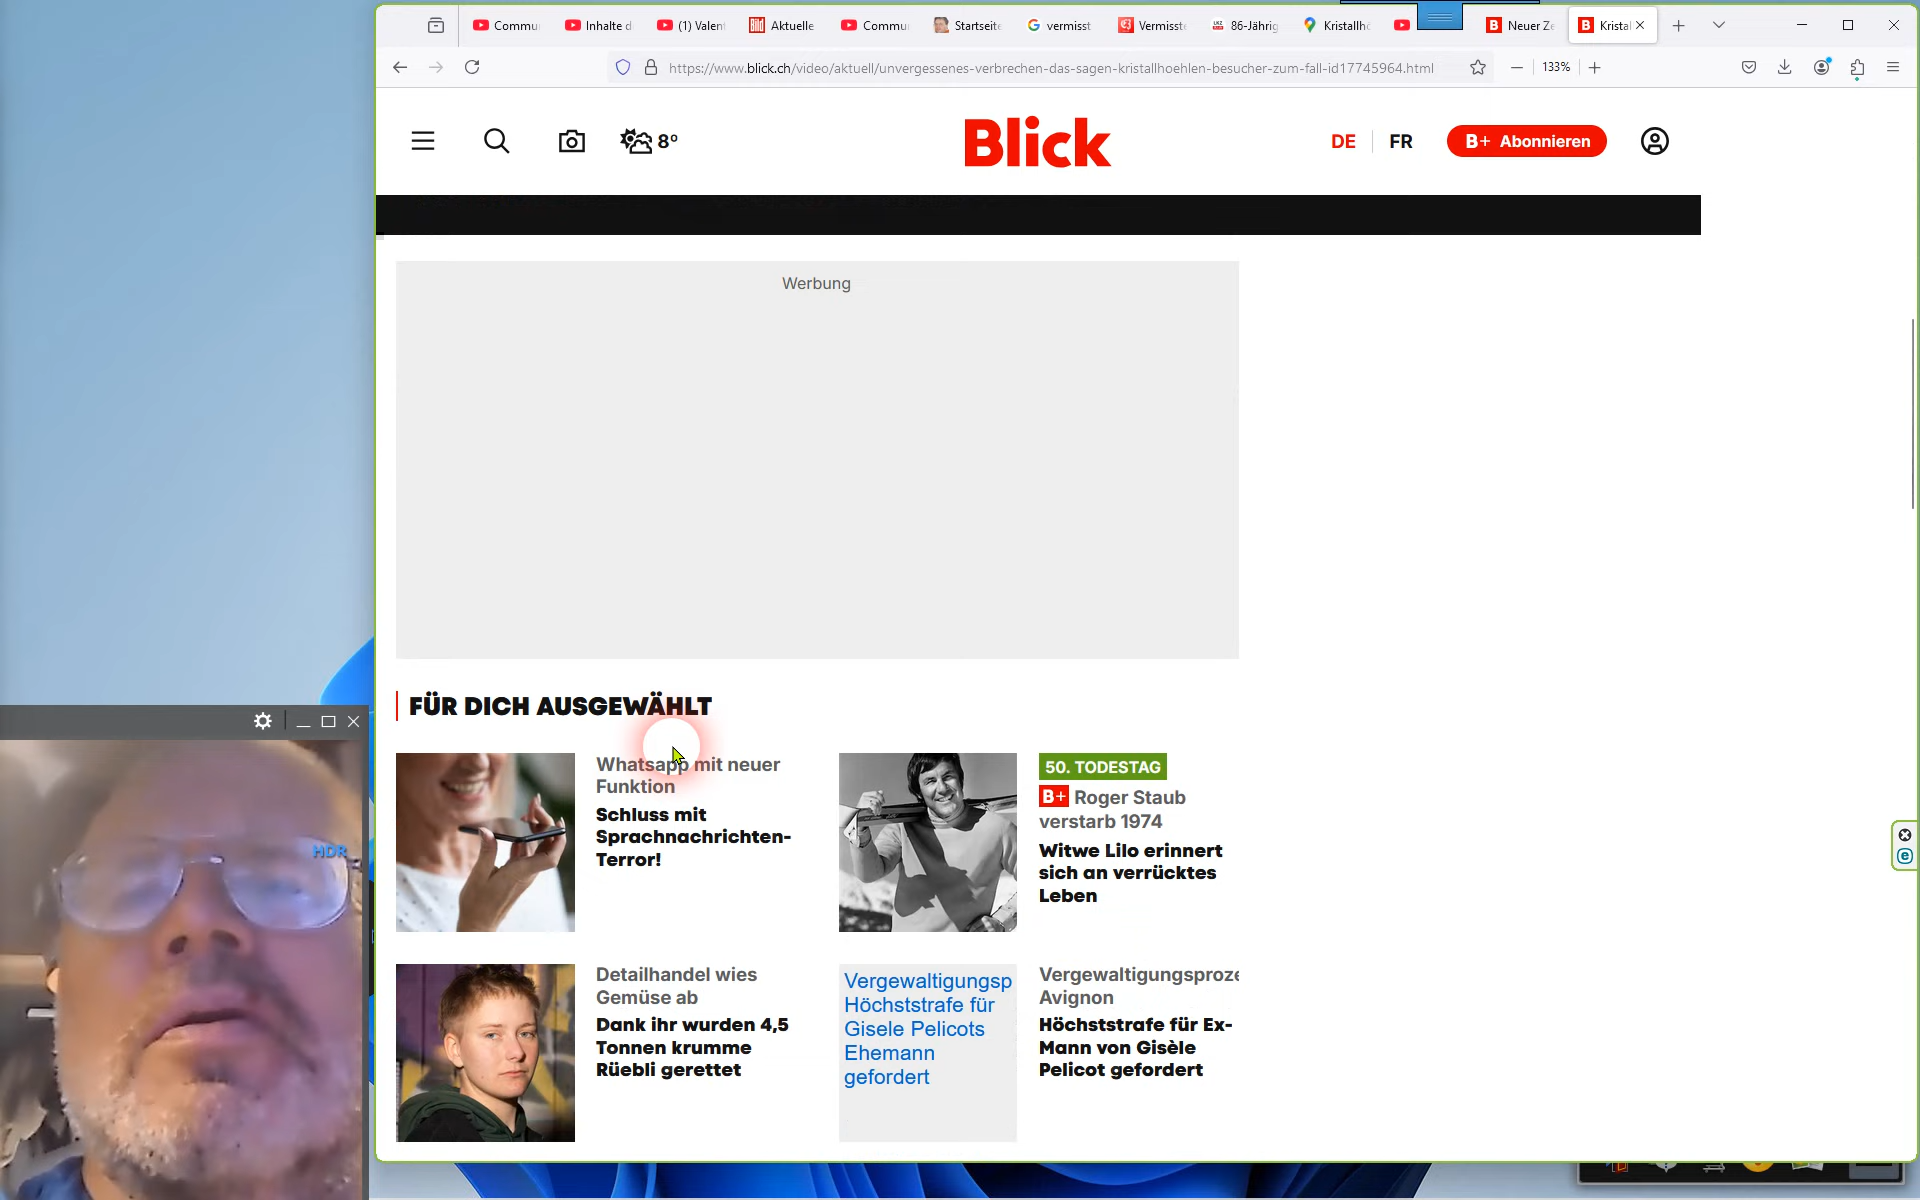 Commu
Inhalte d
(1) Valen
Bild
Aktuelle
Commu
Startseite
vermisst
Vermisst
86-Jährig
Kristallh
Neuer Ze
Kristal
https://www.blick.ch/video/aktuell/unvergessenes-verbrechen-das-sagen-kristallhoehlen-besucher-zum-fall-id17745964.html
133%
8°
Blick
DE
FR
B+ Abonnieren
Werbung
FÜR DICH AUSGEWÄHLT
Whatsapp mit neuer
Funktion
Schluss mit
Sprachnachrichten-
Terror!
50. TODESTAG
B+ Roger Staub
verstarb 1974
Witwe Lilo erinnert
sich an verrücktes
Leben
Detailhandel wies
Gemüse ab
Dank ihr wurden 4,5
Tonnen krumme
Rüebli gerettet
Vergewaltigungsp
Höchststrafe für
Gisele Pelicots
Ehemann
gefordert
Vergewaltigungsproze
Avignon
Höchststrafe für Ex-
Mann von Gisèle
Pelicot gefordert
HDR